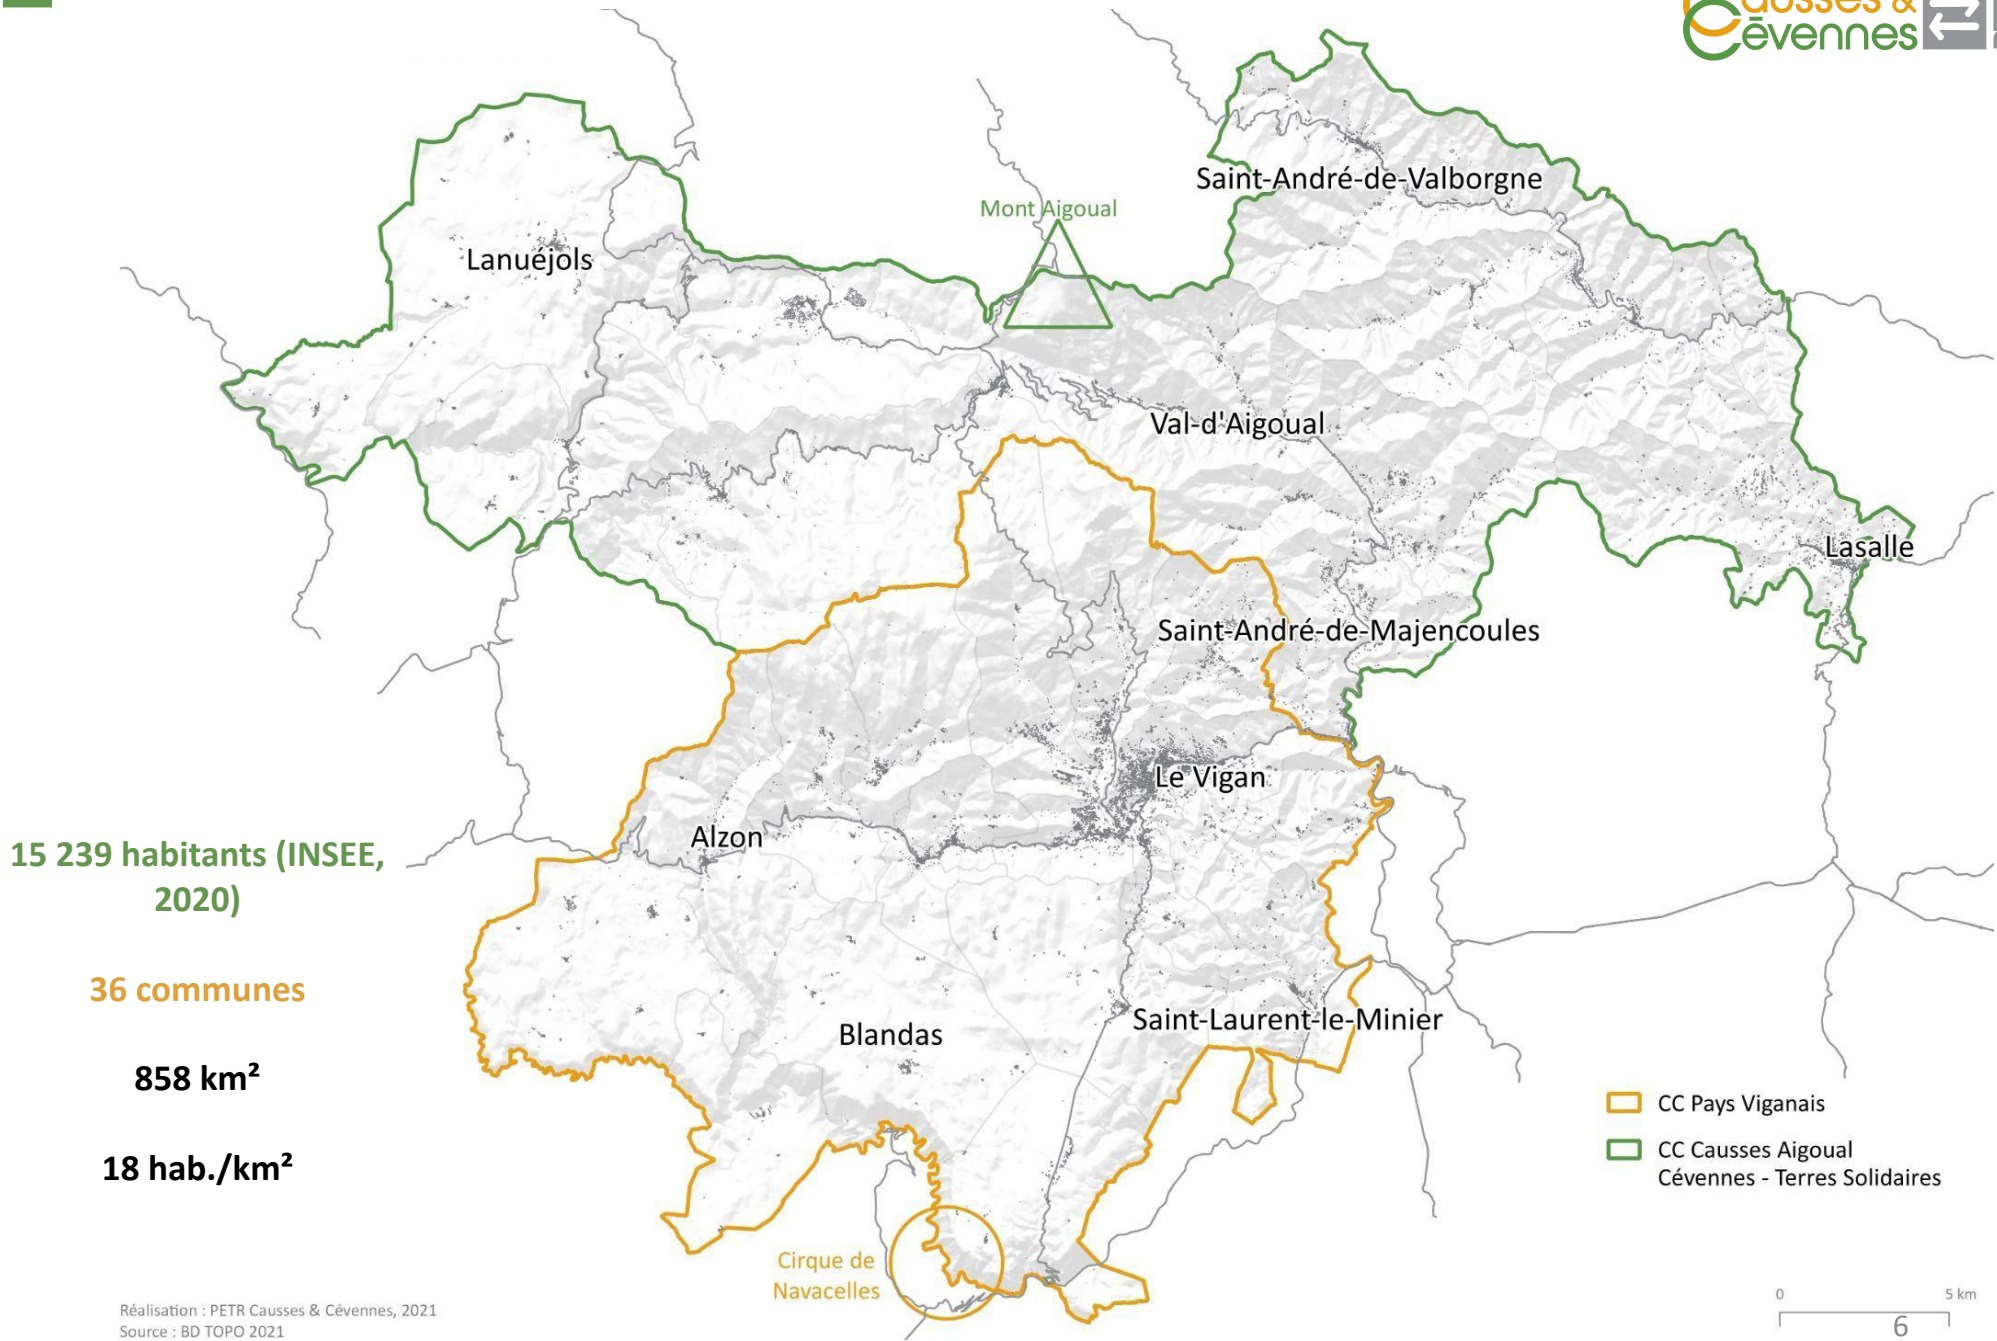 Causses &
Cévennes
Saint-André-de-Valborgne
Mont Aigoual
Lanuéjols
Val-d'Aigoual
Lasalle
Saint-André-de-Majencoules
Le Vigan
Alzon
15 239 habitants (INSEE,
2020)
36 communes
Blandas
Saint-Laurent-le-Minier
858 km²
18 hab./km²
CC Pays Viganais
CC Causses Aigoual
Cévennes - Terres Solidaires
Cirque de
Navacelles
0 5 km
Réalisation : PETR Causses & Cévennes, 2021
Source : BD TOPO 2021
6